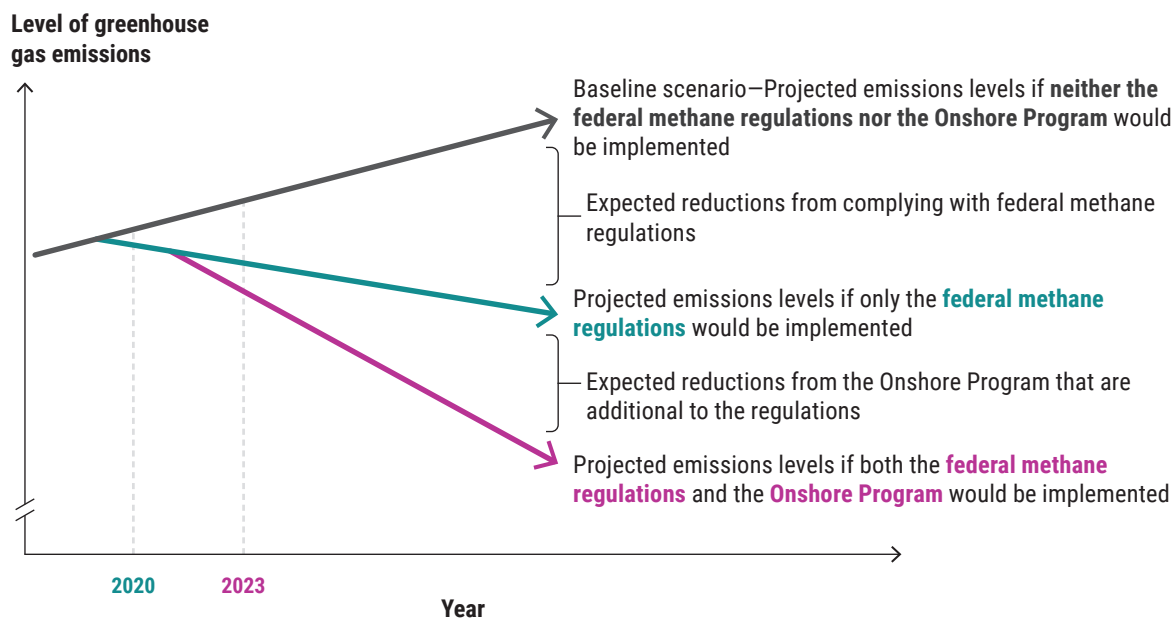 Level of greenhouse
gas emissions
Baseline scenario—Projected emissions levels if neither the
federal methane regulations nor the Onshore Program would
be implemented
Expected reductions from complying with federal methane
regulations
Projected emissions levels if only the federal methane
regulations would be implemented
Expected reductions from the Onshore Program that are
additional to the regulations
Projected emissions levels if both the federal methane
regulations and the Onshore Program would be implemented
2020
2023
Year